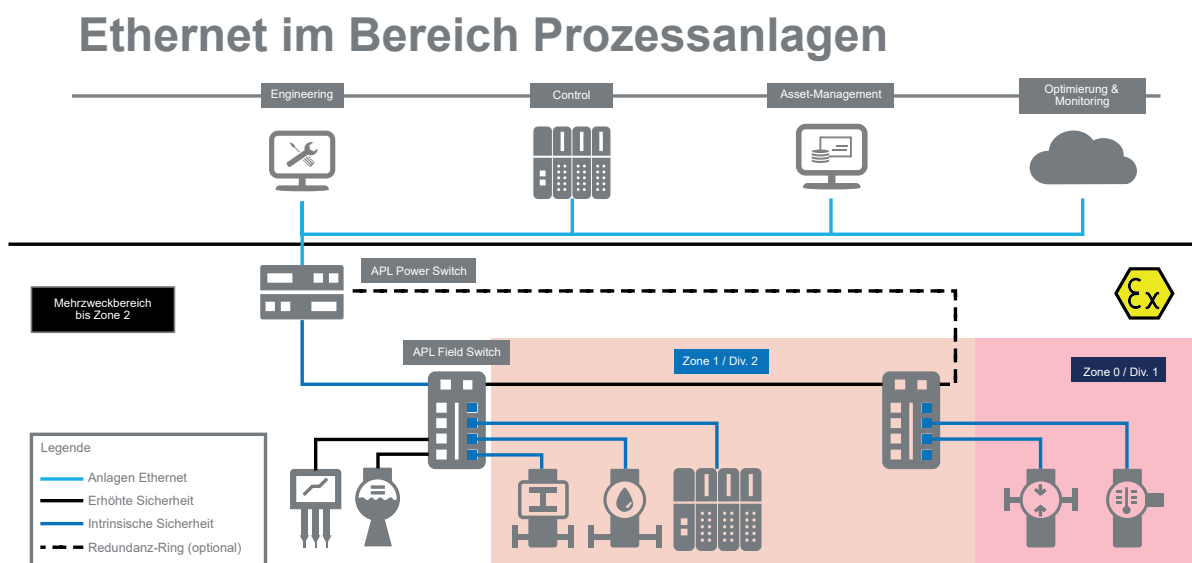 Ethernet im Bereich Prozessanlagen
Engineering
Control
Asset-Management
Optimierung &
Monitoring
APL Power Switch
Mehrzweckbereich
bis Zone 2
εx
APL Field Switch
Zone 1 / Div. 2
Zone 0 / Div. 1
Legende
Anlagen Ethernet
Erhöhte Sicherheit
Intrinsische Sicherheit
Redundanz-Ring (optional)